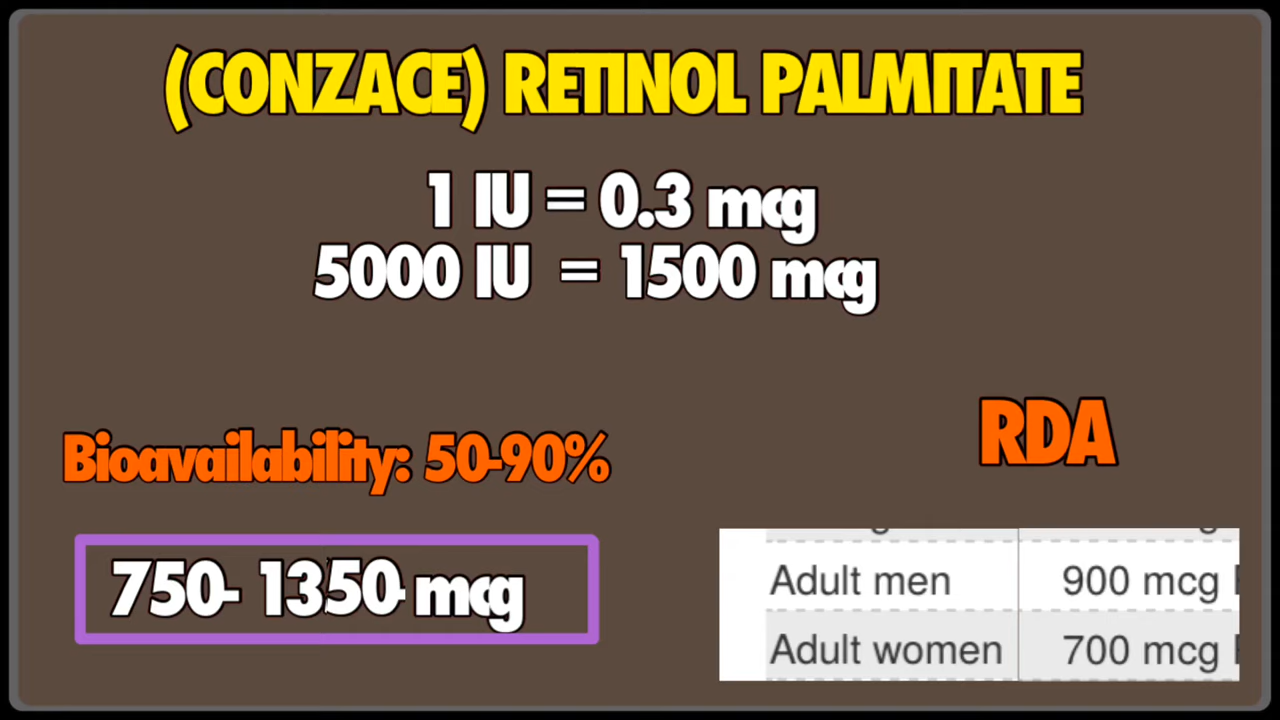 (CONZACE) RETINOL PALMITATE
1 IU = 0.3 mcg
5000 IU = 1500 mcg
RDA
Bioavailability: 50-90%
750- 1350 mcg
Adult men 900 mcg
Adult women 700 mcg